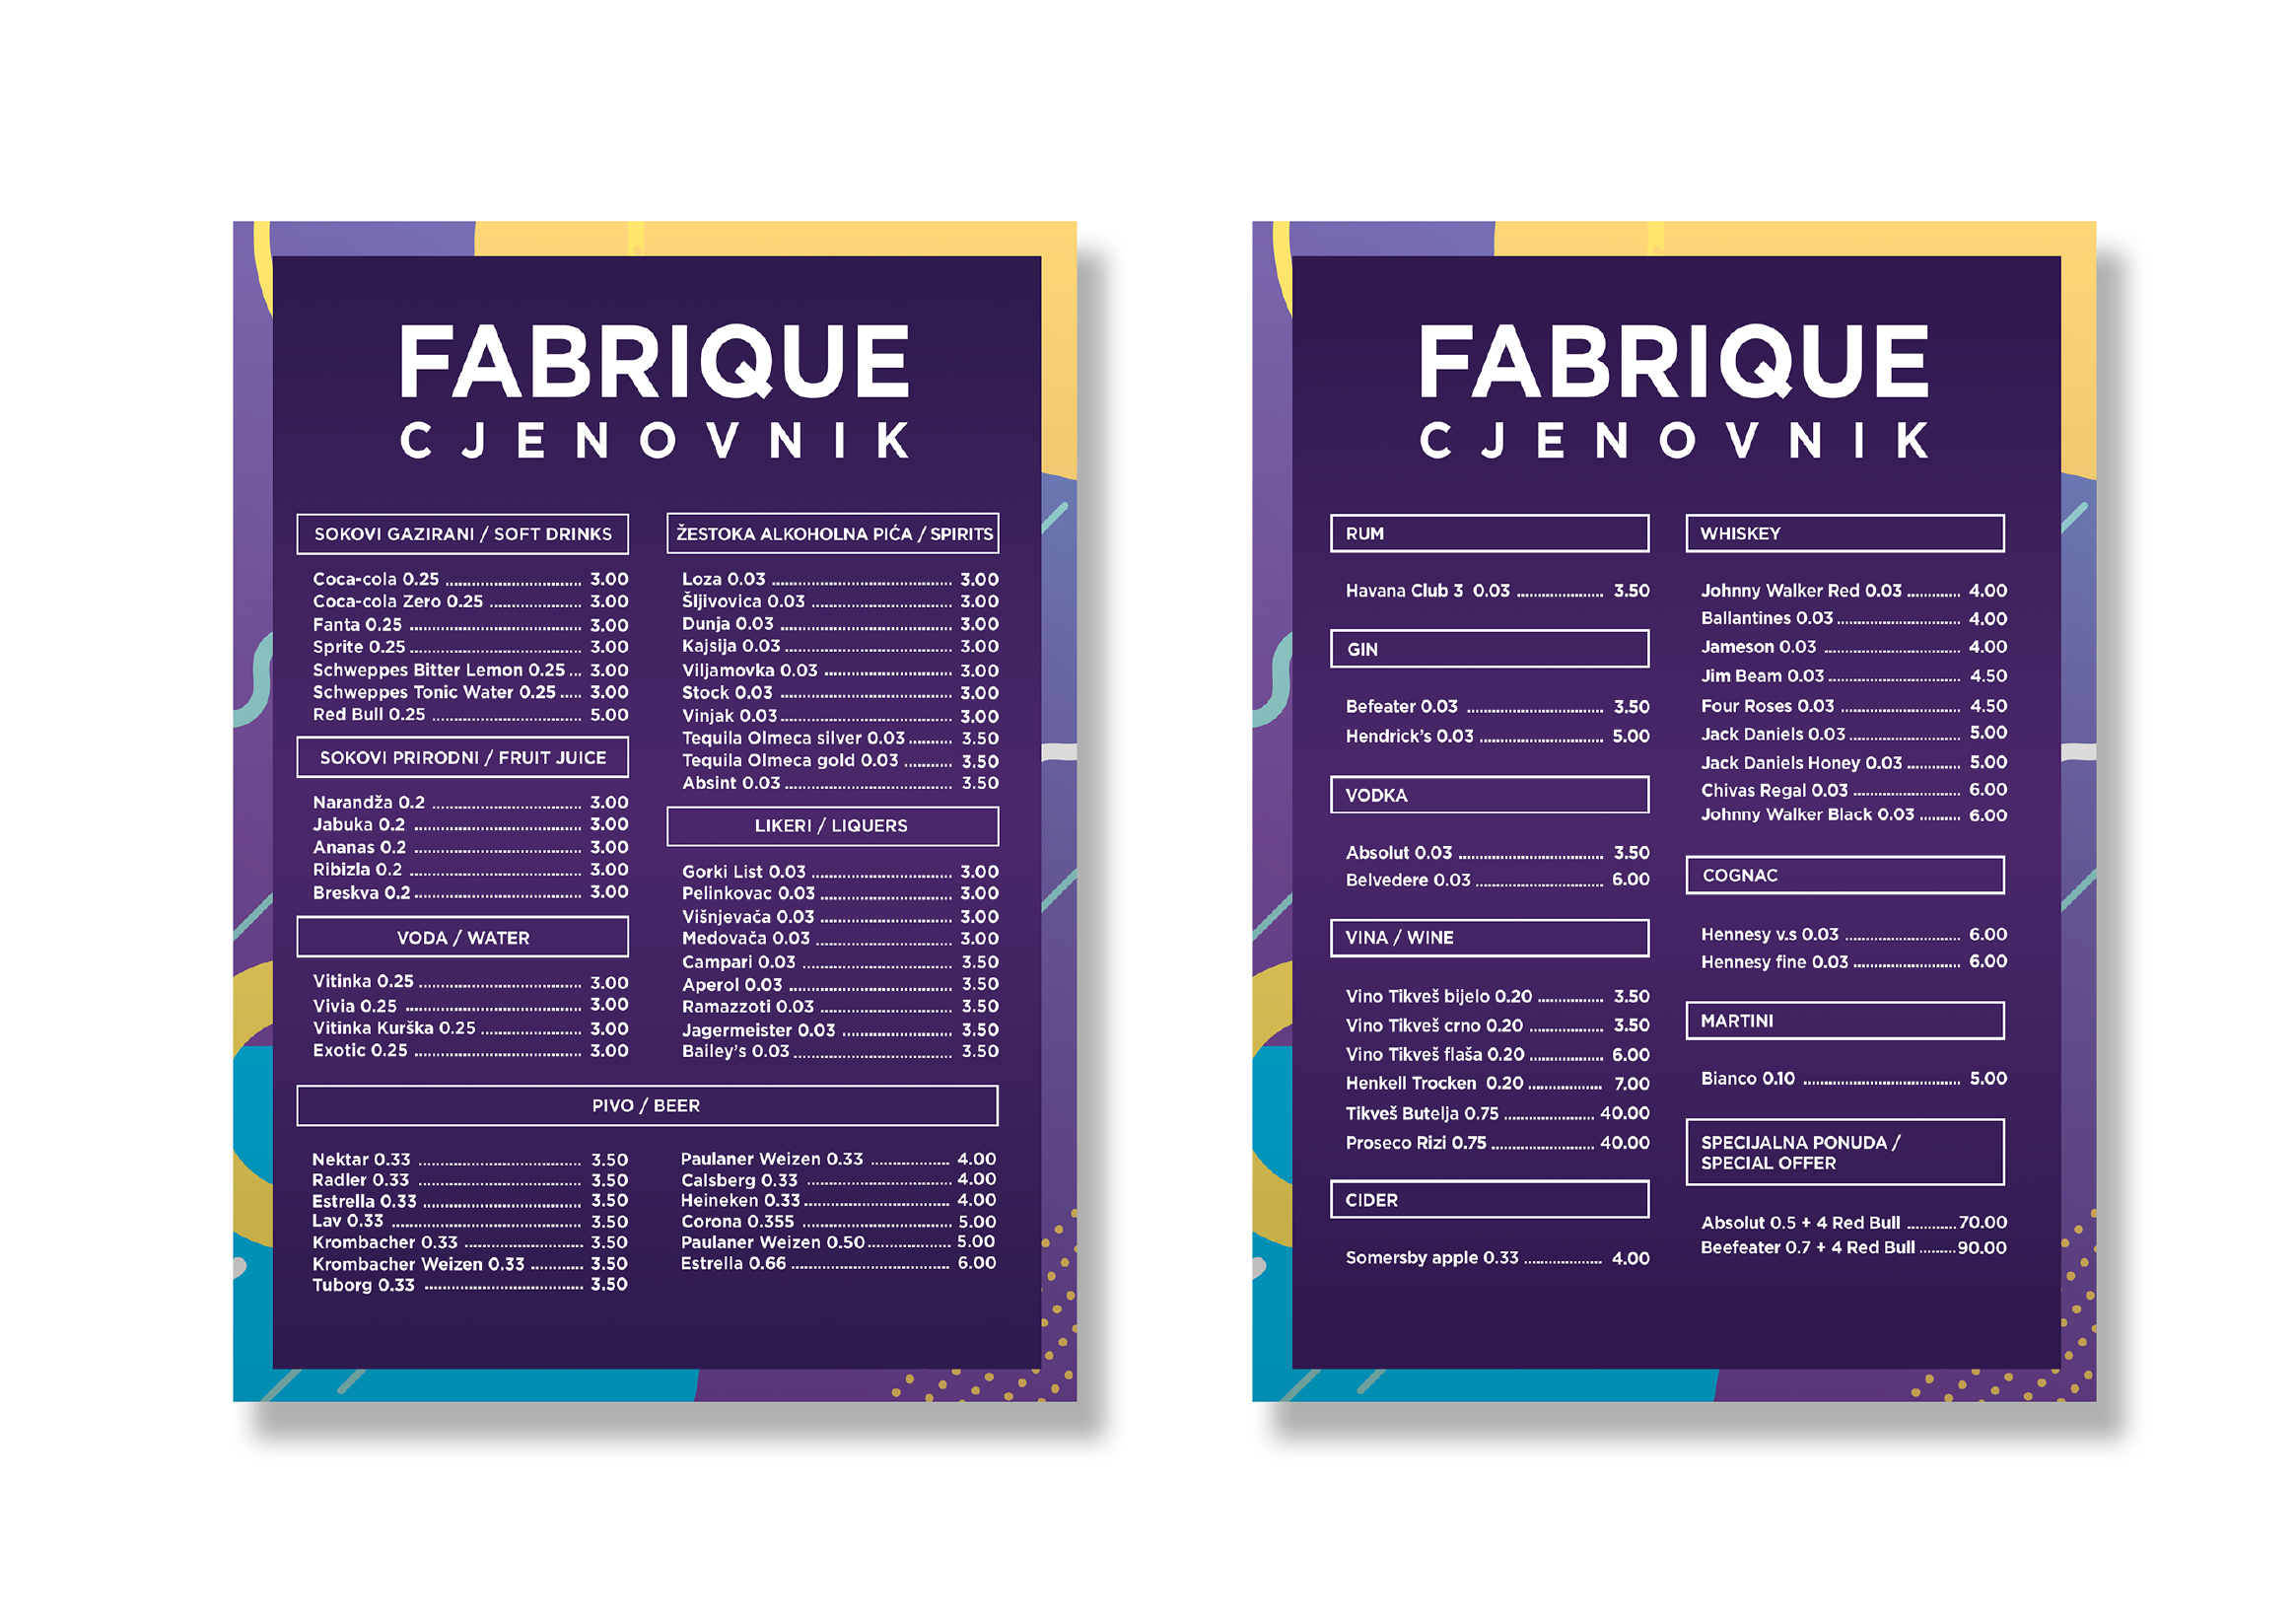 FABRIQUE
CJENOVNIK
SOKOVI GAZIRANI / SOFT DRINKS
Coca-cola 0.25 ........ 3.00
Coca-cola Zero 0.25 ........ 3.00
Fanta 0.25 ........ 3.00
Sprite 0.25 ........ 3.00
Schweppes Bitter Lemon 0.25 ... 3.00
Schweppes Tonic Water 0.25 ..... 3.00
Red Bull 0.25 ........ 5.00
SOKOVI PRIRODNI / FRUIT JUICE
Narandža 0.2 ........ 3.00
Jabuka 0.2 ........ 3.00
Ananas 0.2 ........ 3.00
Ribizla 0.2 ........ 3.00
Breskva 0.2 ........ 3.00
VODA / WATER
Vitinka 0.25 ........ 3.00
Vivia 0.25 ........ 3.00
Vitinka Kurška 0.25 ........ 3.00
Exotic 0.25 ........ 3.00
ŽESTOKA ALKOHOLNA PIĆA / SPIRITS
Loza 0.03 ........ 3.00
Šljivovica 0.03 ........ 3.00
Dunja 0.03 ........ 3.00
Kajsija 0.03 ........ 3.00
Viljamovka 0.03 ........ 3.00
Stock 0.03 ........ 3.00
Vinjak 0.03 ........ 3.00
Tequila Olmeca silver 0.03 ........ 3.50
Tequila Olmeca gold 0.03 ........ 3.50
Absint 0.03 ........ 3.50
LIKERI / LIQUERS
Gorki List 0.03 ........ 3.00
Pelinkovac 0.03 ........ 3.00
Višnjevača 0.03 ........ 3.00
Medovača 0.03 ........ 3.00
Campari 0.03 ........ 3.50
Aperol 0.03 ........ 3.50
Ramazzoti 0.03 ........ 3.50
Jagermeister 0.03 ........ 3.50
Bailey's 0.03 ........ 3.50
PIVO / BEER
Nektar 0.33 ........ 3.50
Radler 0.33 ........ 3.50
Estrella 0.33 ........ 3.50
Lav 0.33 ........ 3.50
Krombacher 0.33 ........ 3.50
Krombacher Weizen 0.33 ........ 3.50
Tuborg 0.33 ........ 3.50
Paulaner Weizen 0.33 ........ 4.00
Calsberg 0.33 ........ 4.00
Heineken 0.33 ........ 4.00
Corona 0.355 ........ 5.00
Paulaner Weizen 0.50 ........ 5.00
Estrella 0.66 ........ 6.00
FABRIQUE
CJENOVNIK
RUM
Havana Club 3 0.03 ........ 3.50
GIN
Befeater 0.03 ........ 3.50
Hendrick's 0.03 ........ 5.00
VODKA
Absolut 0.03 ........ 3.50
Belvedere 0.03 ........ 6.00
VINA / WINE
Vino Tikveš bijelo 0.20 ........ 3.50
Vino Tikveš crno 0.20 ........ 3.50
Vino Tikveš flaša 0.20 ........ 6.00
Henkell Trocken 0.20 ........ 7.00
Tikveš Butelja 0.75 ........ 40.00
Proseco Rizi 0.75 ........ 40.00
CIDER
Somersby apple 0.33 ........ 4.00
WHISKEY
Johnny Walker Red 0.03 ........ 4.00
Ballantines 0.03 ........ 4.00
Jameson 0.03 ........ 4.00
Jim Beam 0.03 ........ 4.50
Four Roses 0.03 ........ 4.50
Jack Daniels 0.03 ........ 5.00
Jack Daniels Honey 0.03 ........ 5.00
Chivas Regal 0.03 ........ 6.00
Johnny Walker Black 0.03 ........ 6.00
COGNAC
Hennesy v.s 0.03 ........ 6.00
Hennesy fine 0.03 ........ 6.00
MARTINI
Bianco 0.10 ........ 5.00
SPECIJALNA PONUDA /
SPECIAL OFFER
Absolut 0.5 + 4 Red Bull ........ 70.00
Beefeater 0.7 + 4 Red Bull ........ 90.00